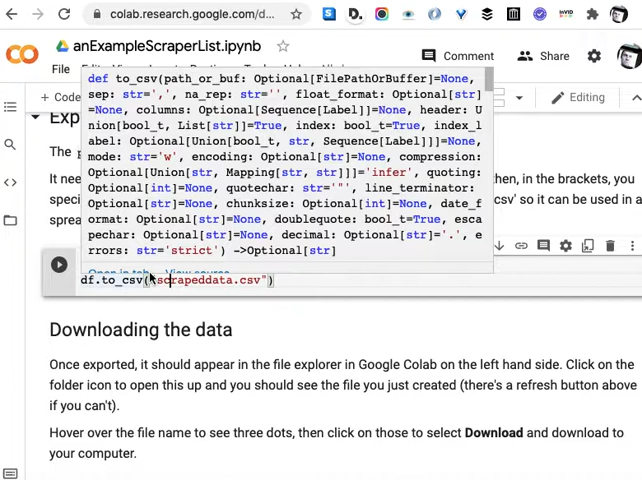 colab.research.google.com/d...
anExampleScraperList.ipynb
Comment
Share
File
+ Code
Editing
def to_csv(path_or_buf: Optional[FilePathOrBuffer]=None,
sep: str=',', na_rep: str='', float_format: Optional[str]
=None, columns: Optional[Sequence[Label]]=None, header: U
nion[bool_t, List[str]]=True, index: bool_t=True, index_l
abel: Optional[Union[bool_t, str, Sequence[Label]]]=None,
mode: str='w', encoding: Optional[str]=None, compression:
Optional[Union[str, Mapping[str, str]]]='infer', quoting:
Optional[int]=None, quotechar: str='"', line_terminator:
Optional[str]=None, chunksize: Optional[int]=None, date_f
ormat: Optional[str]=None, doublequote: bool_t=True, esca
pechar: Optional[str]=None, decimal: Optional[str]='.', e
rrors: str='strict') ->Optional[str]
Open in tab View source
Exp
The p
It nee then, in the brackets, you
speci csv' so it can be used in a
sprea
df.to_csv("scrapeddata.csv")
Downloading the data
Once exported, it should appear in the file explorer in Google Colab on the left hand side. Click on the
folder icon to open this up and you should see the file you just created (there's a refresh button above
if you can't).
Hover over the file name to see three dots, then click on those to select Download and download to
your computer.